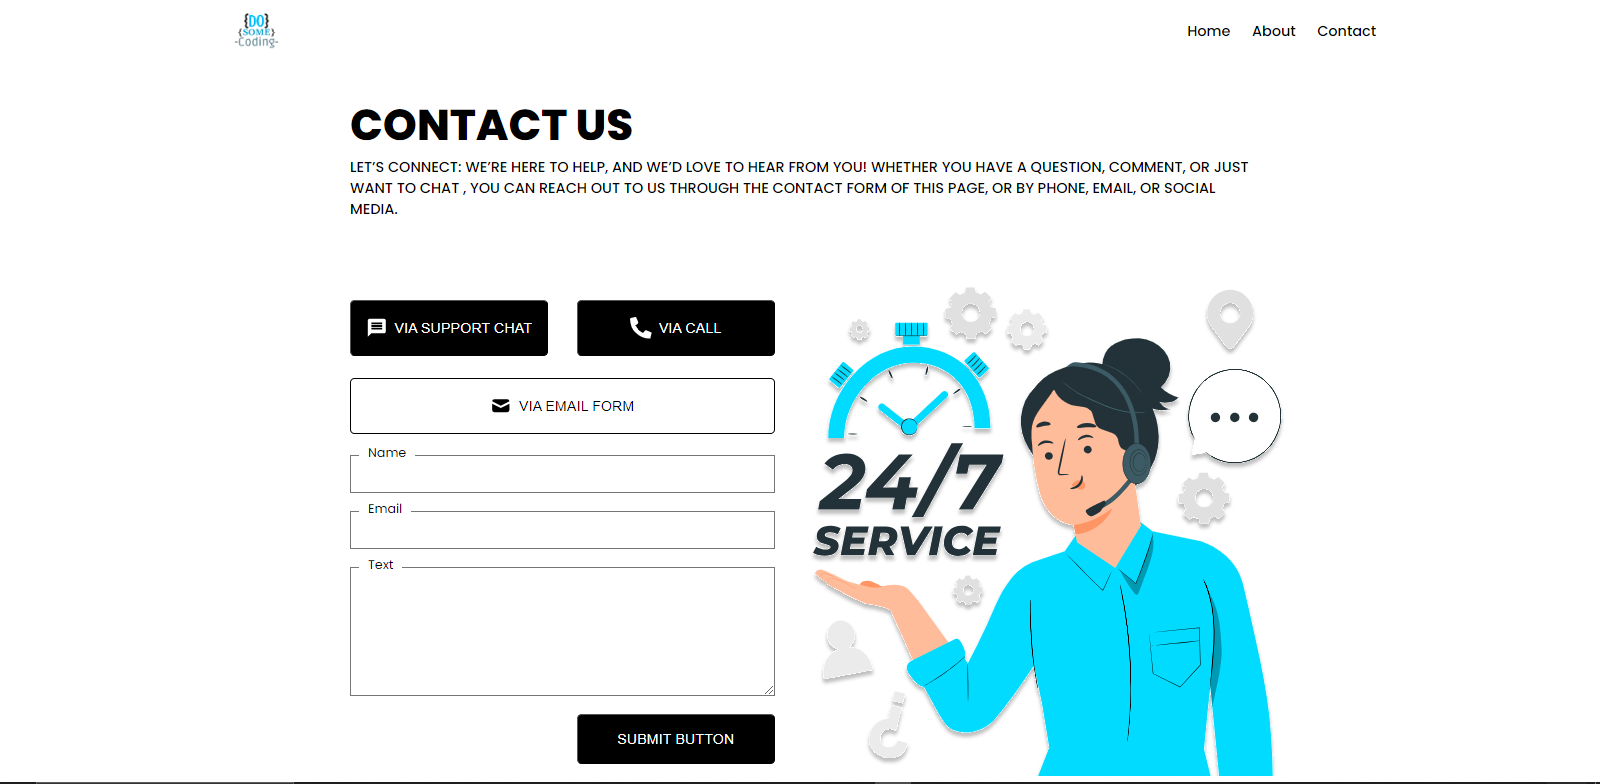 {DO}
{SOME}
-Coding-
Home About Contact
CONTACT US
LET’S CONNECT: WE’RE HERE TO HELP, AND WE’D LOVE TO HEAR FROM YOU! WHETHER YOU HAVE A QUESTION, COMMENT, OR JUST
WANT TO CHAT , YOU CAN REACH OUT TO US THROUGH THE CONTACT FORM OF THIS PAGE, OR BY PHONE, EMAIL, OR SOCIAL
MEDIA.
VIA SUPPORT CHAT
VIA CALL
VIA EMAIL FORM
Name
Email
Text
SUBMIT BUTTON
24/7
SERVICE